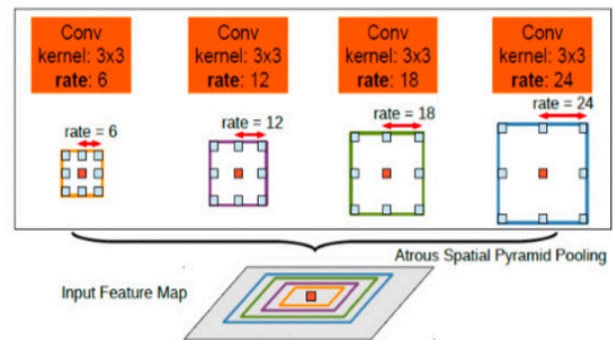 Conv
kernel: 3x3
rate: 6
Conv
kernel: 3x3
rate: 12
Conv
kernel: 3x3
rate: 18
Conv
kernel: 3x3
rate: 24
rate = 6
rate = 12
rate = 18
rate = 24
Atrous Spatial Pyramid Pooling
Input Feature Map